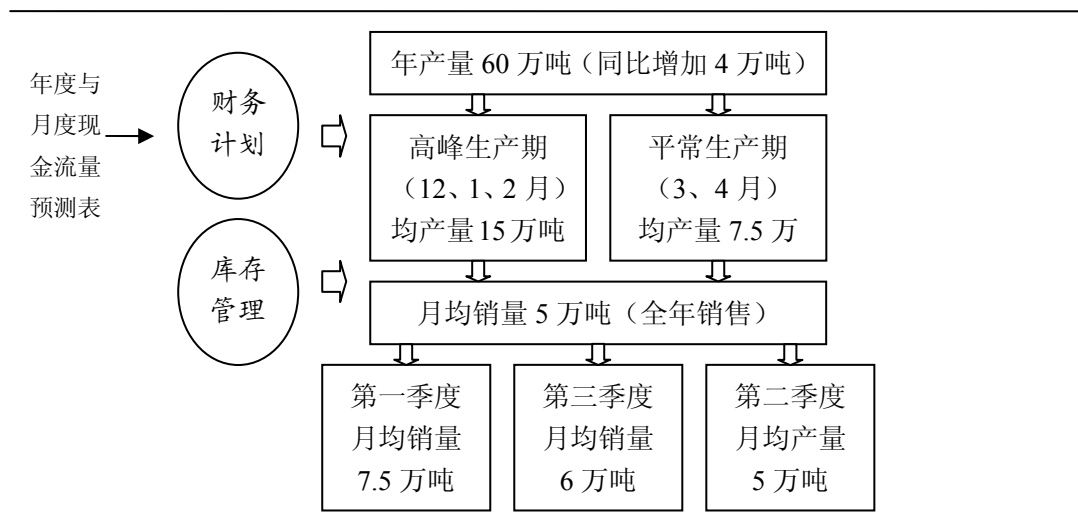 年产量 60 万吨（同比增加 4 万吨）
年度与
月度现
金流量
预测表
财务
计划
高峰生产期
（12、1、2 月）
均产量 15 万吨
平常生产期
（3、4 月）
均产量 7.5 万
库存
管理
月均销量 5 万吨（全年销售）
第一季度
月均销量
7.5 万吨
第三季度
月均销量
6 万吨
第二季度
月均产量
5 万吨